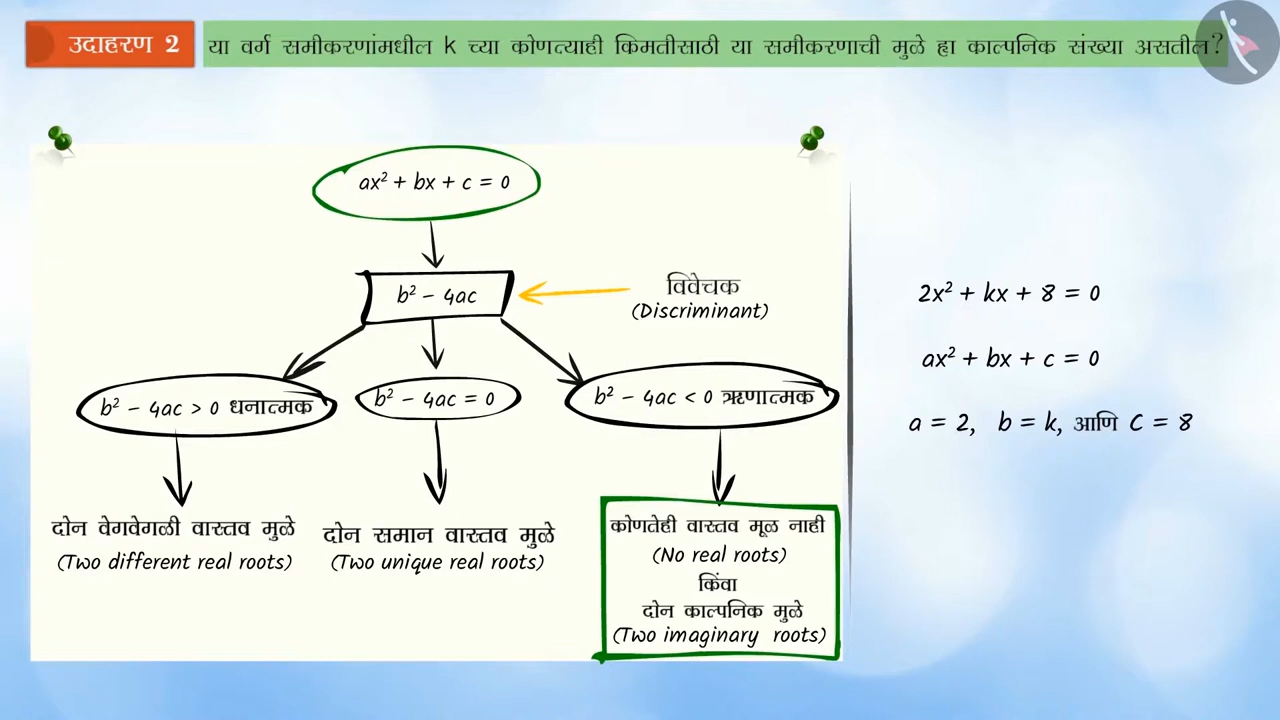 उदाहरण 2
या वर्ग समीकरणांमधील k च्या कोणत्याही किमतीसाठी या समीकरणाची मुळे ह्या काल्पनिक संख्या असतील?
ax² + bx + c = 0
b² – 4ac
विवेचक
(Discriminant)
b² – 4ac > 0 धनात्मक
b² – 4ac = 0
b² – 4ac < 0 ऋणात्मक
दोन वेगवेगळी वास्तव मुळे
(Two different real roots)
दोन समान वास्तव मुळे
(Two unique real roots)
कोणतेही वास्तव मूळ नाही
(No real roots)
किंवा
दोन काल्पनिक मुळे
(Two imaginary roots)
2x² + kx + 8 = 0
ax² + bx + c = 0
a = 2, b = k, आणि C = 8